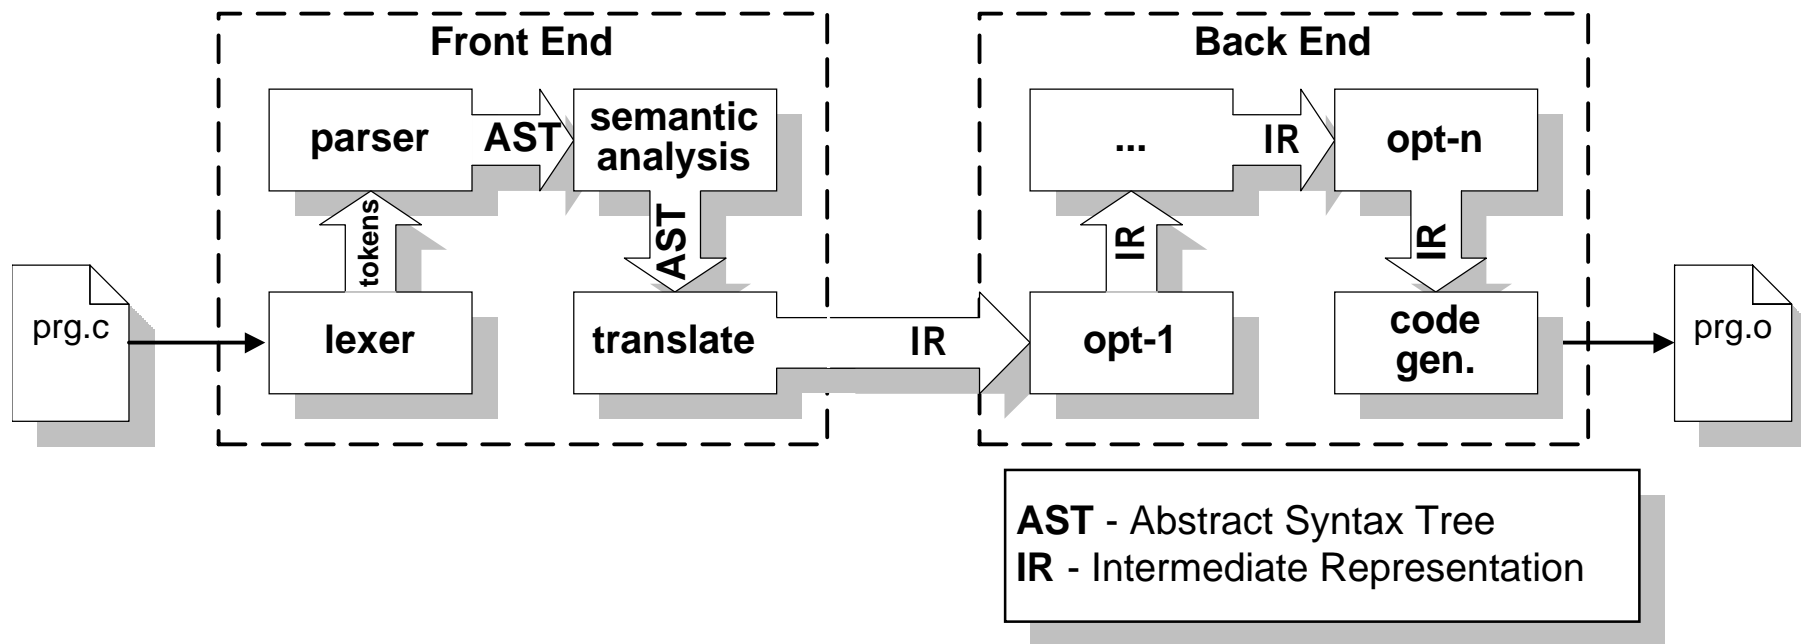 Front End
Back End
parser
AST
semantic
analysis
...
IR
opt-n
tokens
AST
IR
IR
prg.c
lexer
translate
IR
opt-1
code
gen.
prg.o
AST - Abstract Syntax Tree
IR - Intermediate Representation